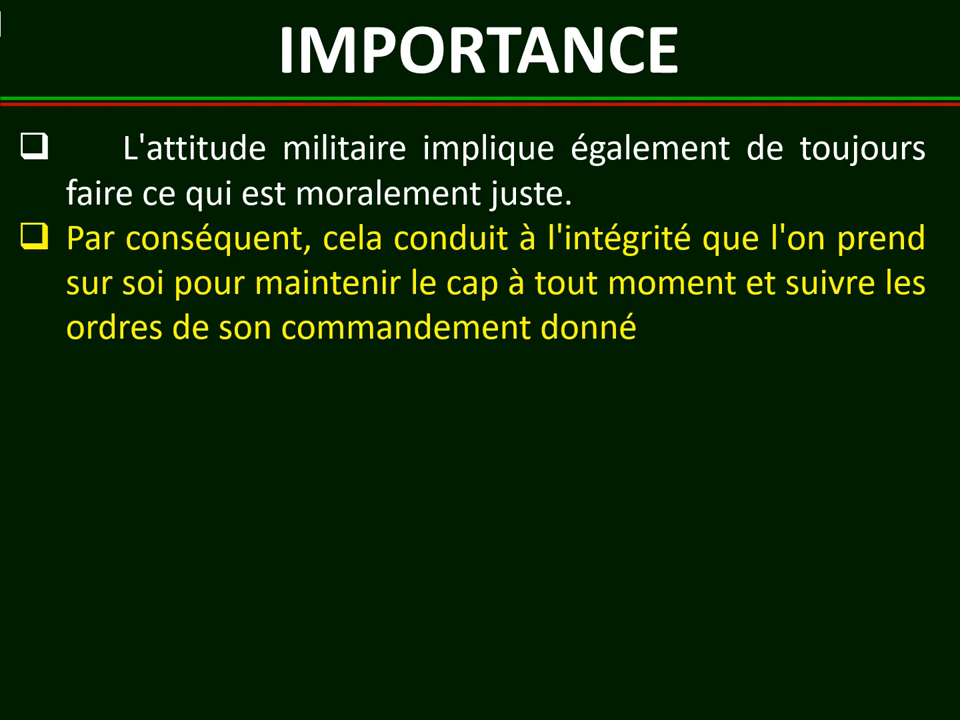 IMPORTANCE
L'attitude militaire implique également de toujours
faire ce qui est moralement juste.
Par conséquent, cela conduit à l'intégrité que l'on prend
sur soi pour maintenir le cap à tout moment et suivre les
ordres de son commandement donné